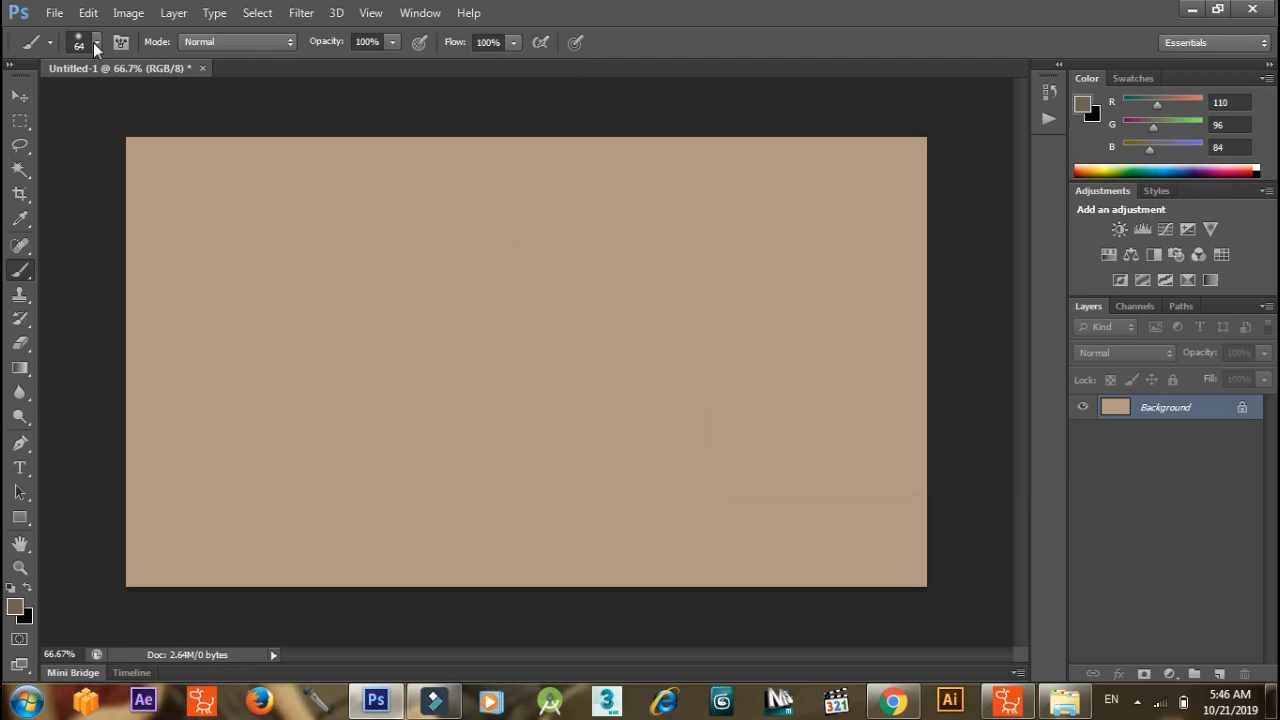 Ps File Edit Image Layer Type Select Filter 3D View Window Help
64 Mode: Normal Opacity: 100% Flow: 100% Essentials
Untitled-1 @ 66.7% (RGB/8) * ×
Color Swatches
R 110
G 96
B 84
Adjustments Styles
Add an adjustment
Layers Channels Paths
Kind
Normal Opacity: 100%
Lock: Fill: 100%
Background
66.67% Doc: 2.64M/0 bytes
Mini Bridge Timeline
Ae Ps 3 MAX 321 Ai EN 5:46 AM
10/21/2019